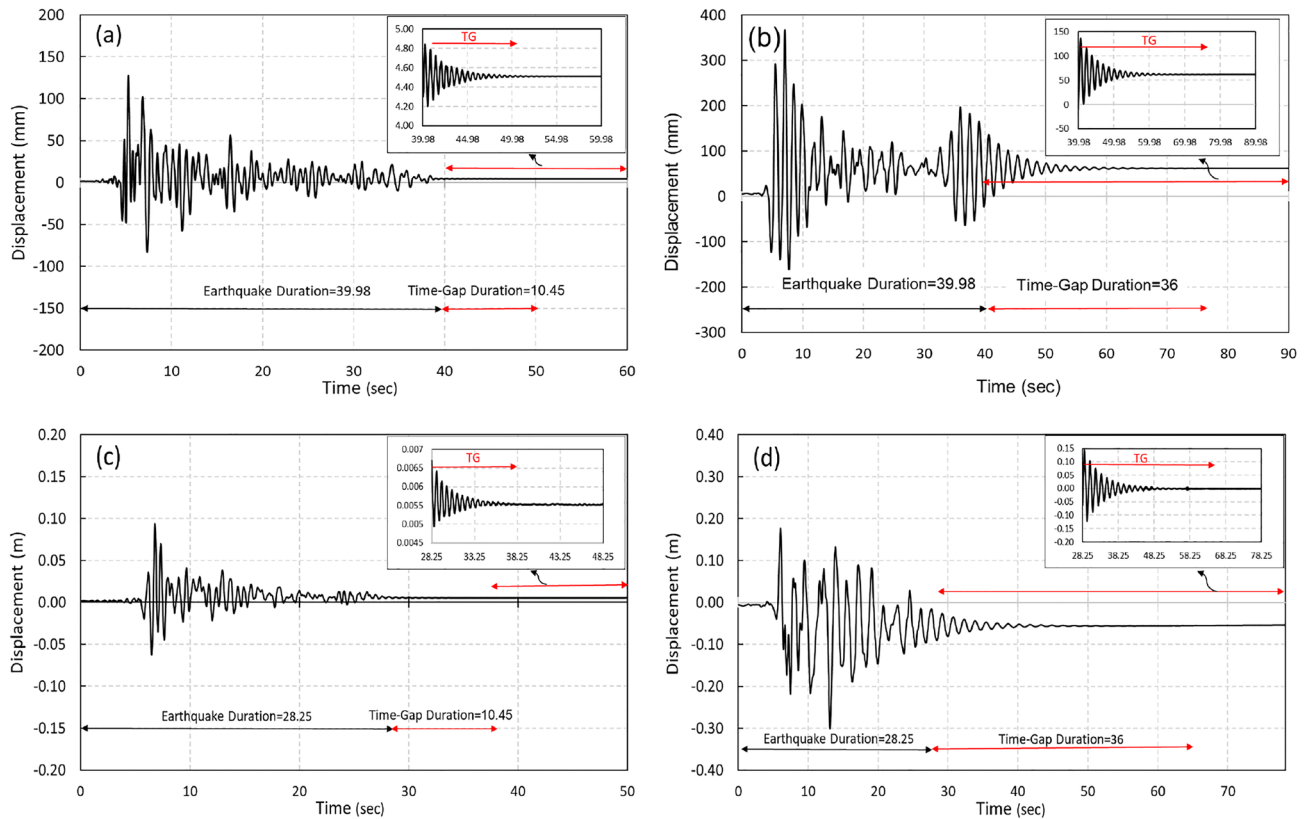 (a)
Displacement (mm)
200
150
100
50
0
-50
-100
-150
-200
5.00
4.80
4.60
4.40
4.20
4.00
TG
39.98 44.98 49.98 54.98 59.98
Earthquake Duration=39.98
Time-Gap Duration=10.45
0 10 20 30 40 50 60
Time (sec)
(b)
Displacement (mm)
400
300
200
100
0
-100
-200
-300
150
100
50
0
-50
TG
39.98 49.98 59.98 69.98 79.98 89.98
Earthquake Duration=39.98
Time-Gap Duration=36
0 10 20 30 40 50 60 70 80 90
Time (sec)
(c)
Displacement (m)
0.20
0.15
0.10
0.05
0.00
-0.05
-0.10
-0.15
-0.20
0.007
0.0065
0.006
0.0055
0.005
0.0045
TG
28.25 33.25 38.25 43.25 48.25
Earthquake Duration=28.25
Time-Gap Duration=10.45
0 10 20 30 40 50
Time (sec)
(d)
Displacement (m)
0.40
0.30
0.20
0.10
0.00
-0.10
-0.20
-0.30
-0.40
0.15
0.10
0.05
0.00
-0.05
-0.10
-0.15
-0.20
TG
28.25 38.25 48.25 58.25 68.25 78.25
Earthquake Duration=28.25
Time-Gap Duration=36
0 10 20 30 40 50 60 70
Time (sec)